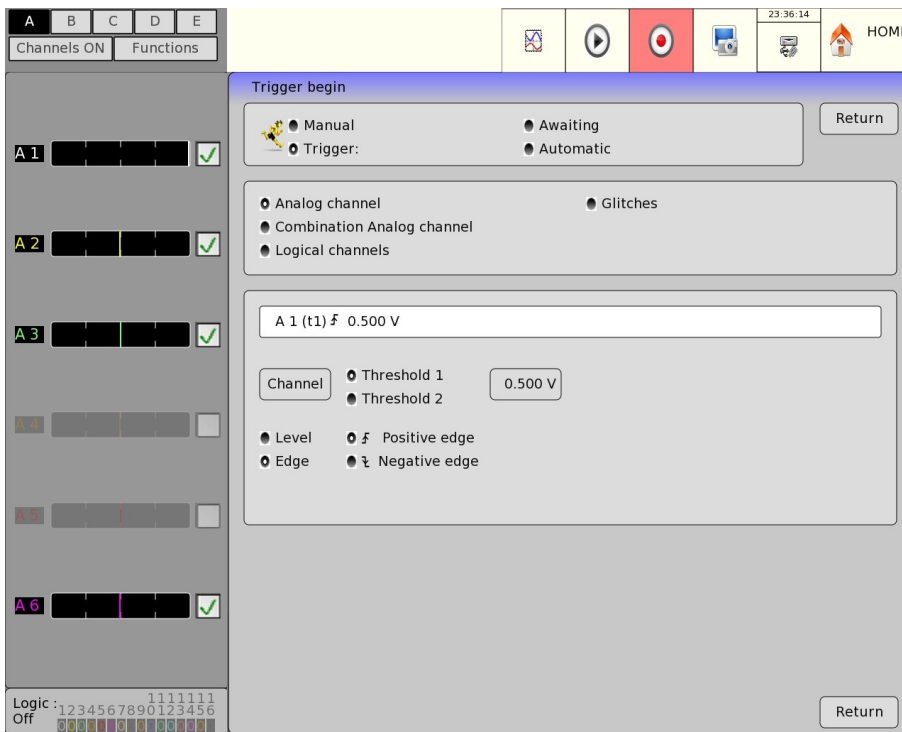 A B C D E
Channels ON Functions
23:36:14
HOM
Trigger begin
Manual
Awaiting
Return
Trigger:
Automatic
A 1
Analog channel
Glitches
Combination Analog channel
Logical channels
A 2
A 1 (t1) 0.500 V
A 3
Channel
Threshold 1
Threshold 2
0.500 V
A 4
Level
Positive edge
Edge
Negative edge
A 5
A 6
Logic :
Off
1111111
1234567890123456
Return